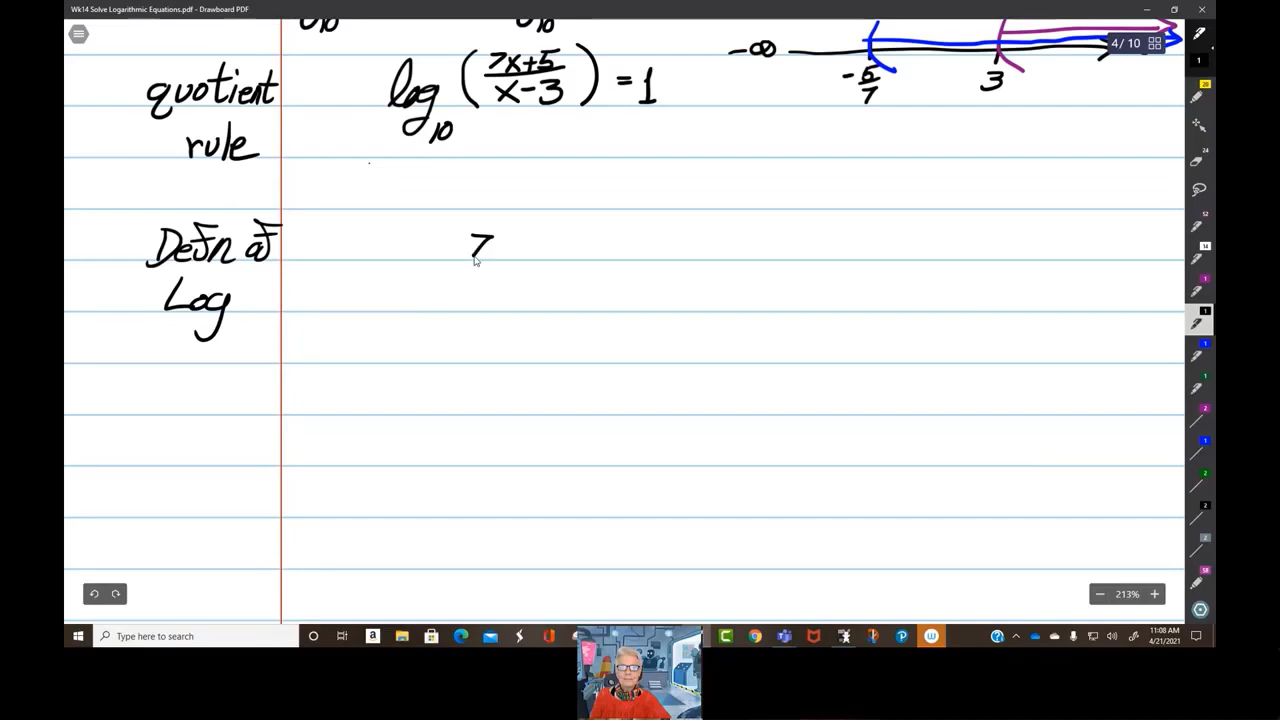 Wk14 Solve Logarithmic Equations.pdf - Drawboard PDF
4 / 10
quotient
rule
log₁₀ (7x+5 / x-3) = 1
-∞
-5/7
3
Defn of
Log
7
213%
Type here to search
11:08 AM
4/21/2021